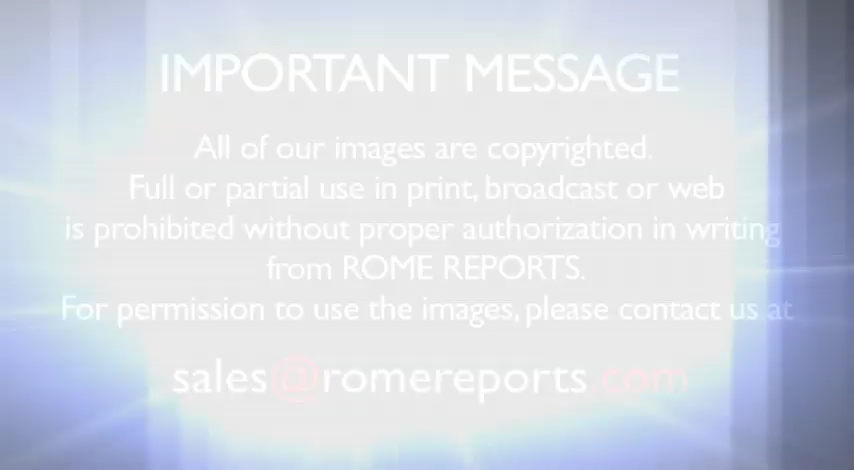 IMPORTANT MESSAGE
All of our images are copyrighted.
Full or partial use in print, broadcast or web
is prohibited without proper authorization in writing
from ROME REPORTS.
For permission to use the images, please contact us at
sales@romereports.com